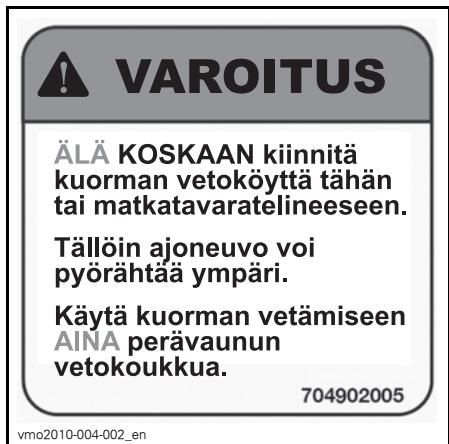 VAROITUS
ÄLÄ KOSKAAN kiinnitä
kuorman vetoköyttä tähän
tai matkatavaratelineeseen.
Tällöin ajoneuvo voi
pyörähtää ympäri.
Käytä kuorman vetämiseen
AINA perävaunun
vetokoukkua.
704902005
vmo2010-004-002_en